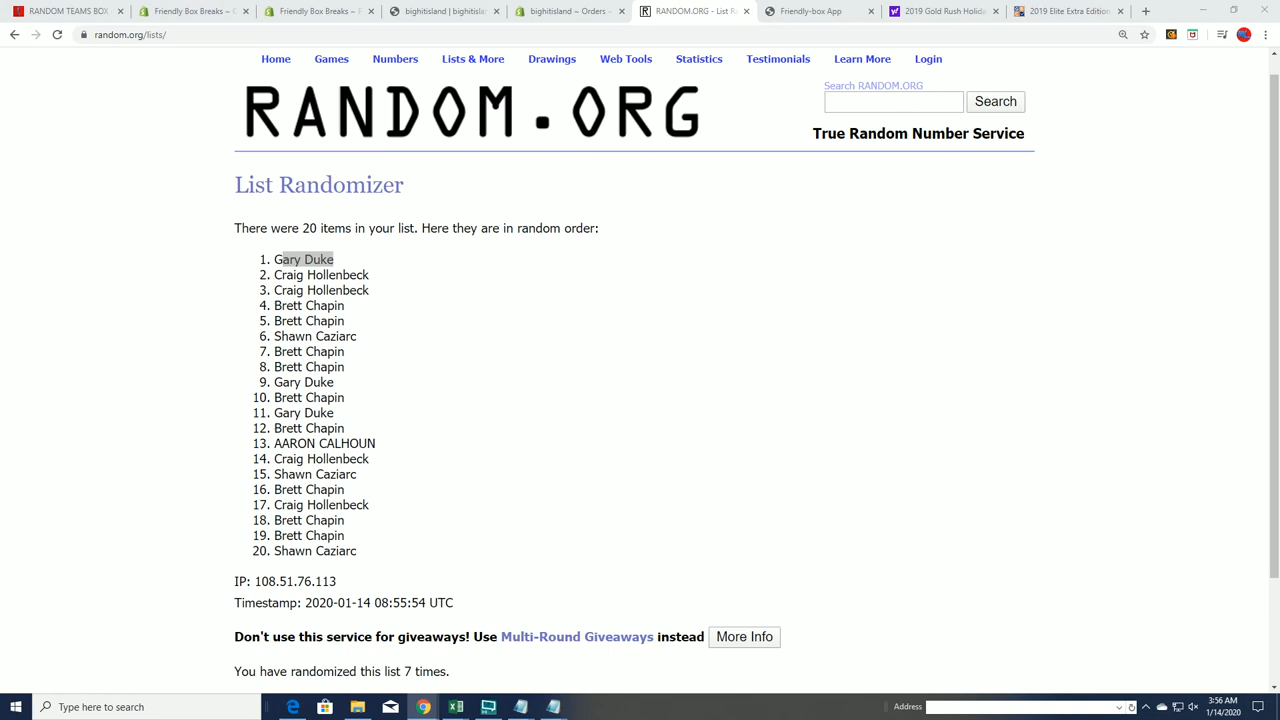 RANDOM TEAMS BOX
Friendly Box Breaks –
Friendly Box Breaks –
bighitisland | bighitisl
bighitisland ~ Orders ~
RANDOM.ORG - List R
Friendly-box App
2019 Gold Rush Holida
2019 Elite Extra Edition
random.org/lists/
Home Games Numbers Lists & More Drawings Web Tools Statistics Testimonials Learn More Login
RANDOM.ORG
Search RANDOM.ORG
Search
True Random Number Service
List Randomizer
There were 20 items in your list. Here they are in random order:
1. Gary Duke
2. Craig Hollenbeck
3. Craig Hollenbeck
4. Brett Chapin
5. Brett Chapin
6. Shawn Caziarc
7. Brett Chapin
8. Brett Chapin
9. Gary Duke
10. Brett Chapin
11. Gary Duke
12. Brett Chapin
13. AARON CALHOUN
14. Craig Hollenbeck
15. Shawn Caziarc
16. Brett Chapin
17. Craig Hollenbeck
18. Brett Chapin
19. Brett Chapin
20. Shawn Caziarc
IP: 108.51.76.113
Timestamp: 2020-01-14 08:55:54 UTC
Don't use this service for giveaways! Use Multi-Round Giveaways instead More Info
You have randomized this list 7 times.
Type here to search
Address
3:56 AM
1/14/2020